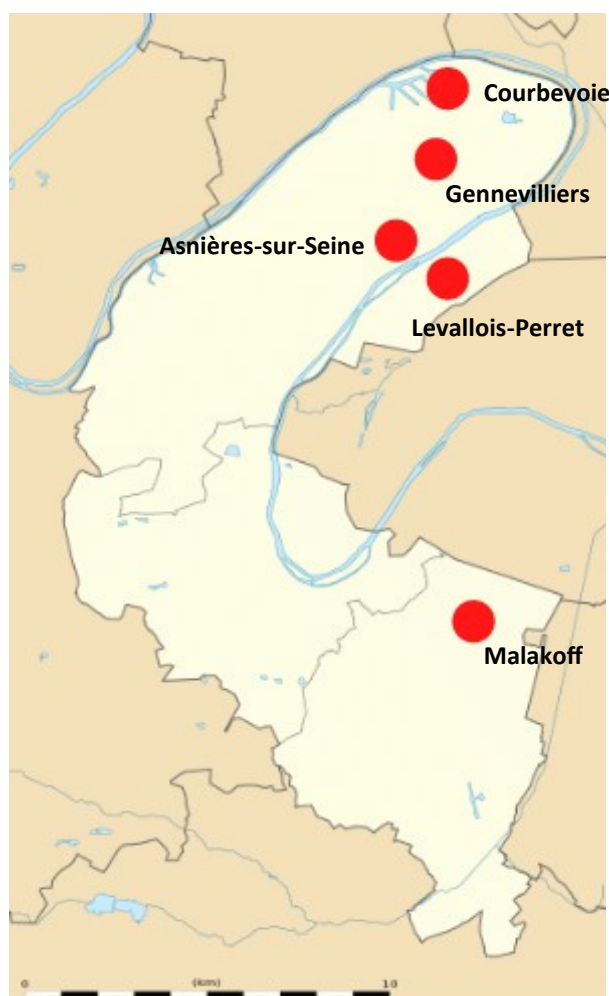 Courbevoie
Gennevilliers
Asnières-sur-Seine
Levallois-Perret
Malakoff
0 (km) 10